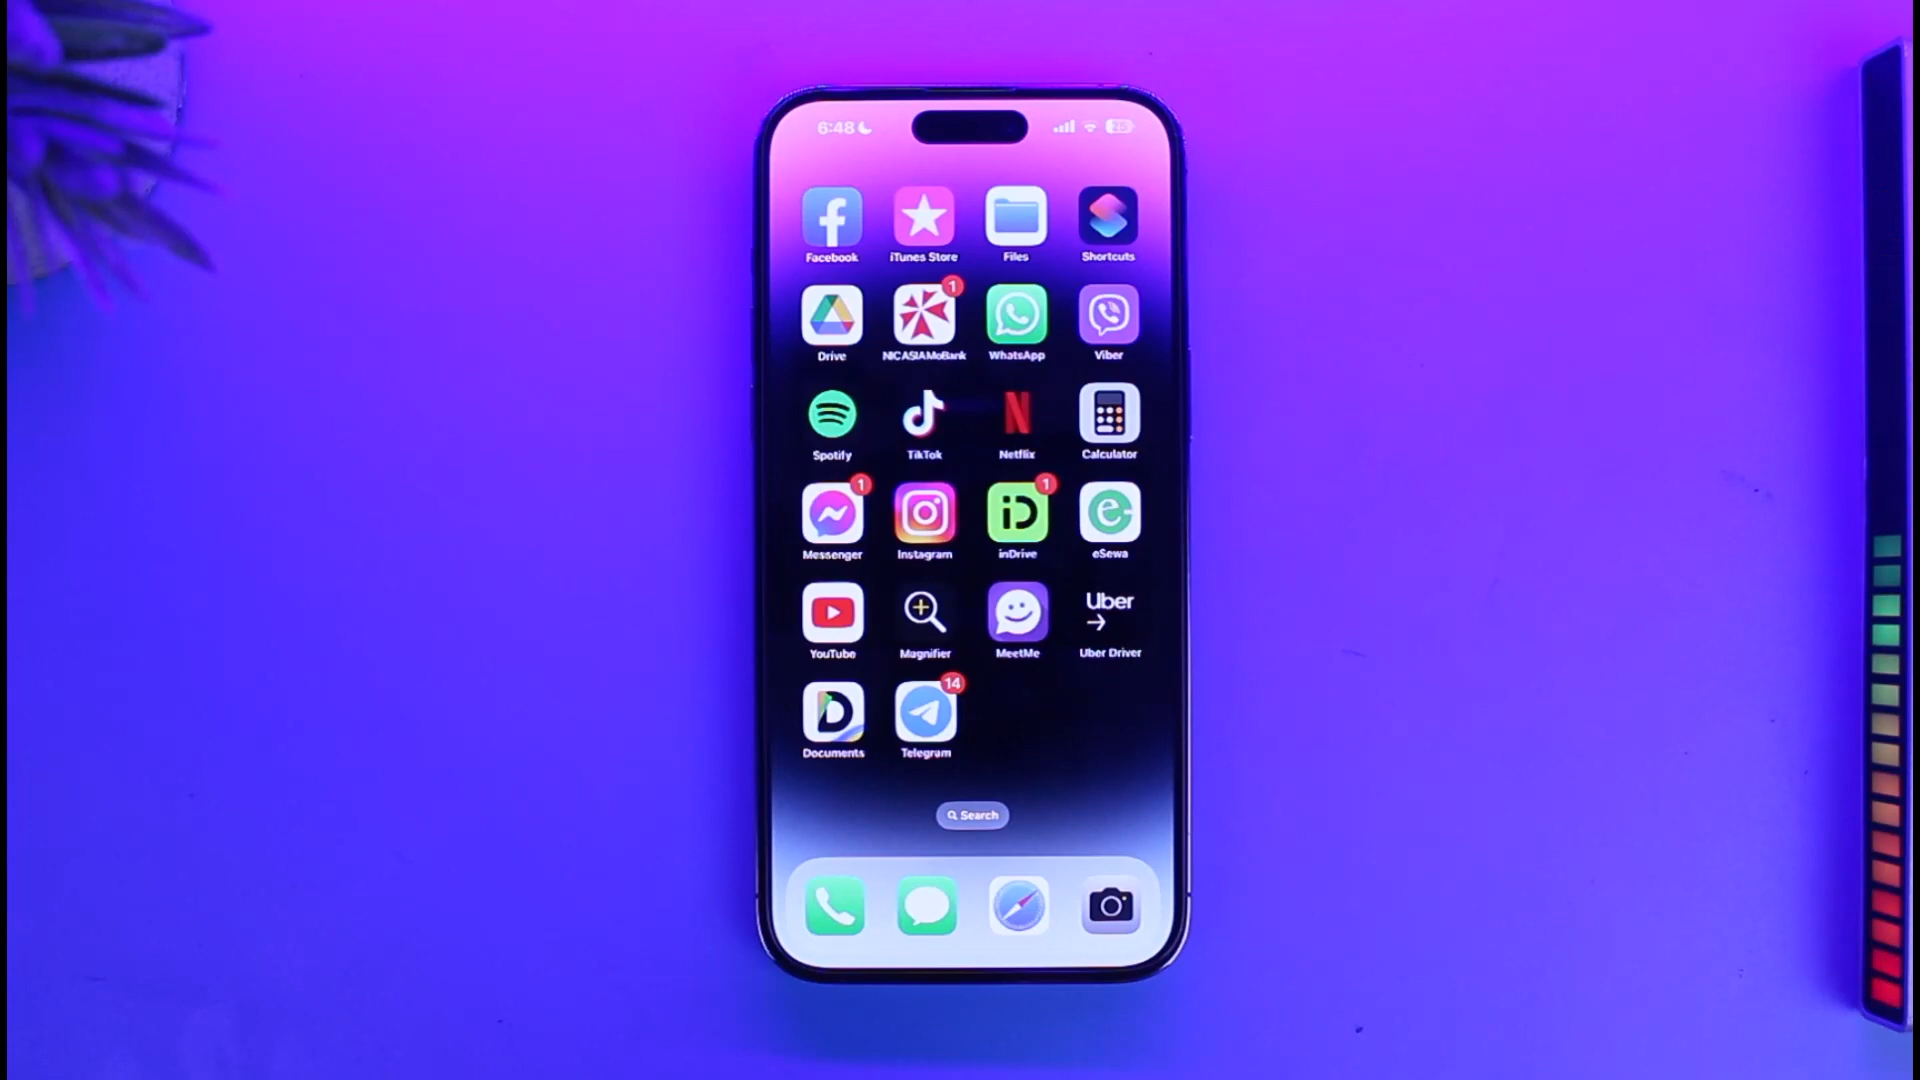 6:48
25
Facebook iTunes Store Files Shortcuts
1
Drive NICASIAMoBank WhatsApp Viber
Spotify TikTok Netflix Calculator
1 1
iD e
Messenger Instagram inDrive eSewa
Uber
YouTube Magnifier MeetMe Uber Driver
14
D
Documents Telegram
Search